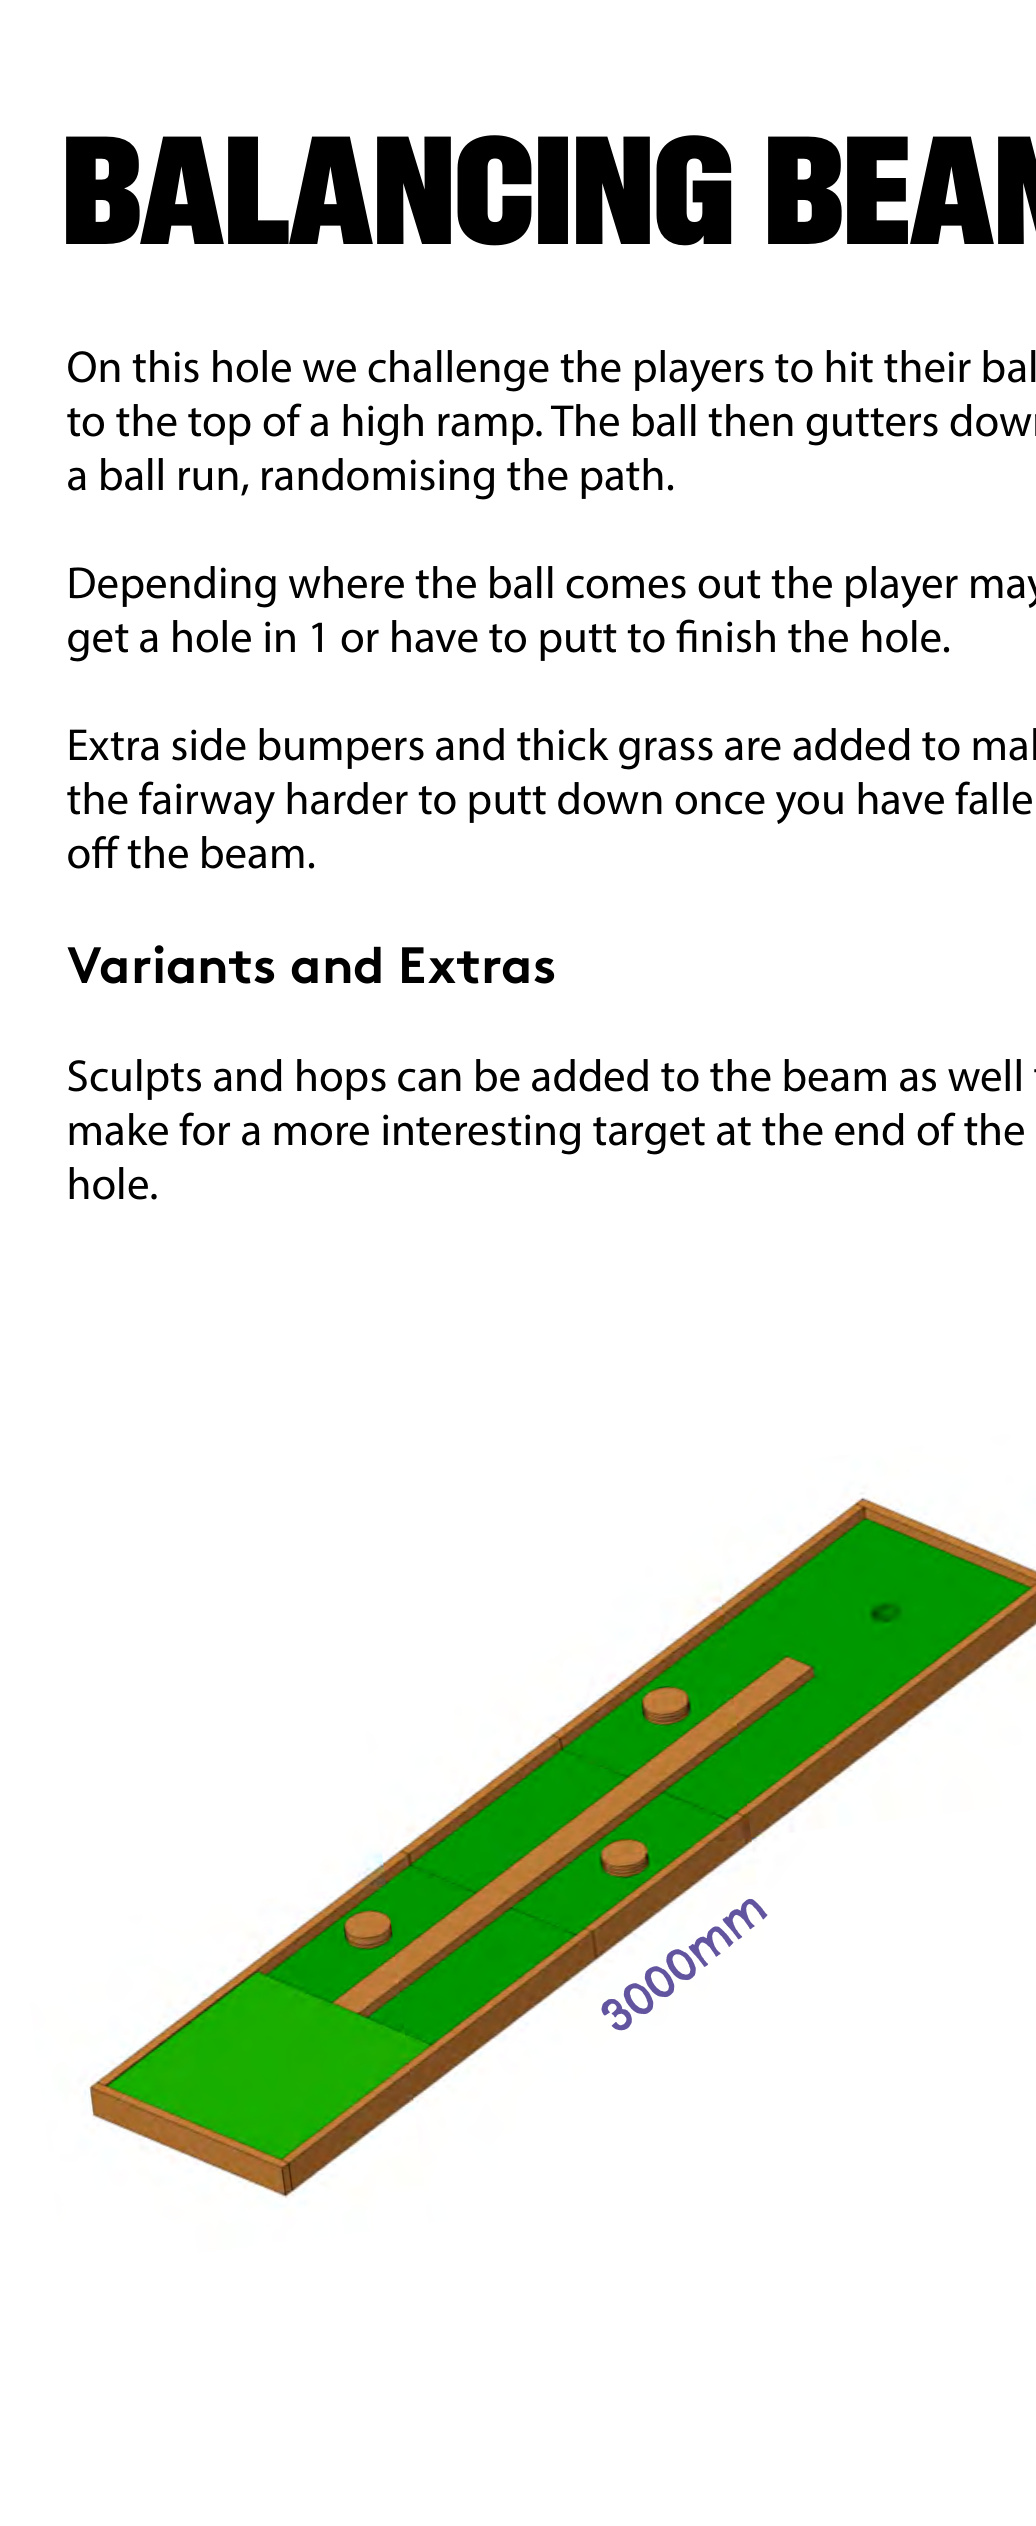 BALANCING BEAM
On this hole we challenge the players to hit their bal
to the top of a high ramp. The ball then gutters down
a ball run, randomising the path.
Depending where the ball comes out the player may
get a hole in 1 or have to putt to finish the hole.
Extra side bumpers and thick grass are added to mak
the fairway harder to putt down once you have falle
off the beam.
Variants and Extras
Sculpts and hops can be added to the beam as well t
make for a more interesting target at the end of the
hole.
3000mm